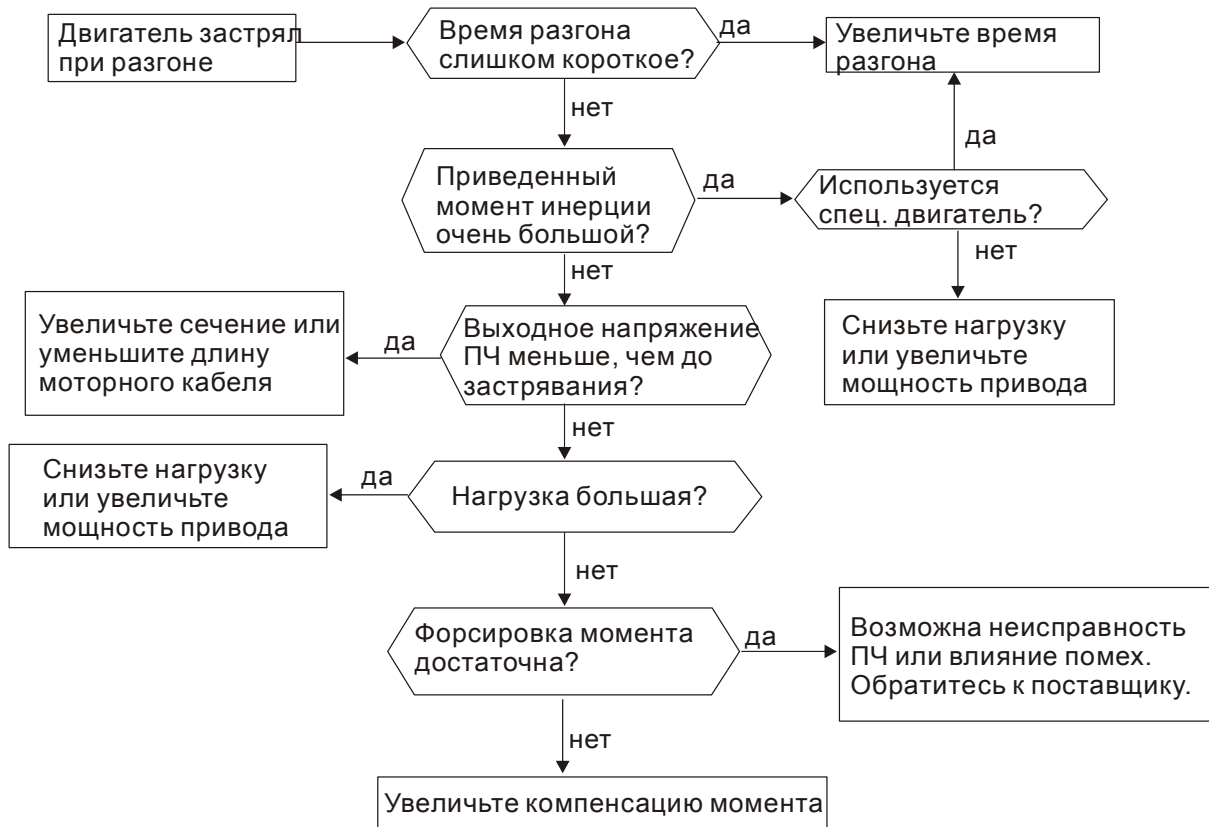 Двигатель застрял
при разгоне
Время разгона
слишком короткое?
да
Увеличьте время
разгона
нет
да
Приведенный
момент инерции
очень большой?
да
Используется
спец. двигатель?
нет
нет
Увеличьте сечение или
уменьшите длину
моторного кабеля
да
Выходное напряжение
ПЧ меньше, чем до
застрявания?
Снизьте нагрузку
или увеличьте
мощность привода
нет
Снизьте нагрузку
или увеличьте
мощность привода
да
Нагрузка большая?
нет
Форсировка момента
достаточна?
да
Возможна неисправность
ПЧ или влияние помех.
Обратитесь к поставщику.
нет
Увеличьте компенсацию момента